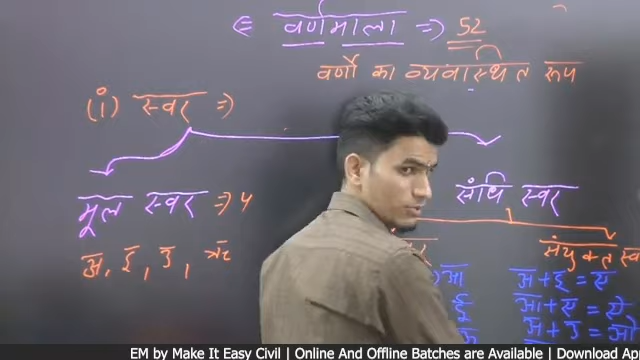 वर्णमाला ⇒ 52
वर्णों का व्यवास्थित रूप
(i) स्वर ⇒
मूल स्वर ⇒ 4
अ, इ, उ, ऋ
संधि स्वर
संयुक्त स्व
आ
ई
ऊ
अ + इ = ए
आ + ए = ऐ
अ + उ = ओ
EM by Make It Easy Civil | Online And Offline Batches are Available | Download Ap